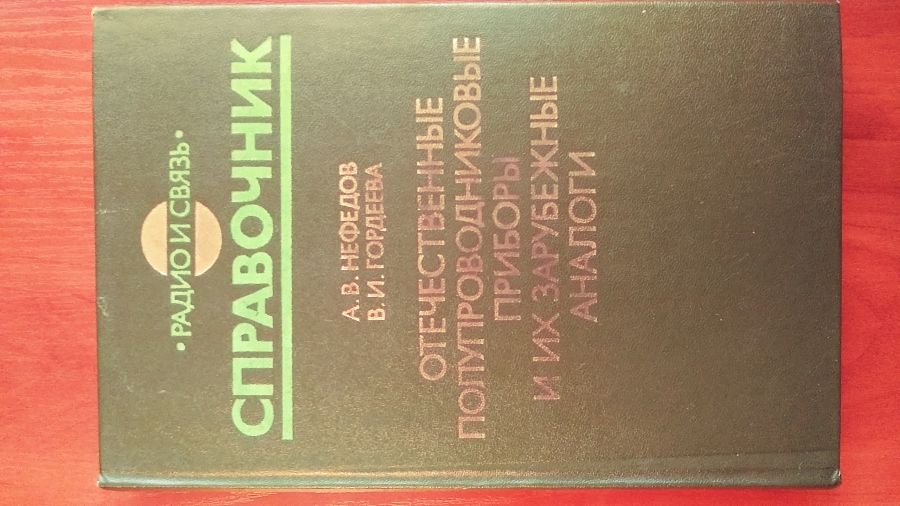 • РАДИО И СВЯЗЬ •
СПРАВОЧНИК
А. В. НЕФЕДОВ
В. И. ГОРДЕЕВА
ОТЕЧЕСТВЕННЫЕ
ПОЛУПРОВОДНИКОВЫЕ
ПРИБОРЫ
И ИХ ЗАРУБЕЖНЫЕ
АНАЛОГИ